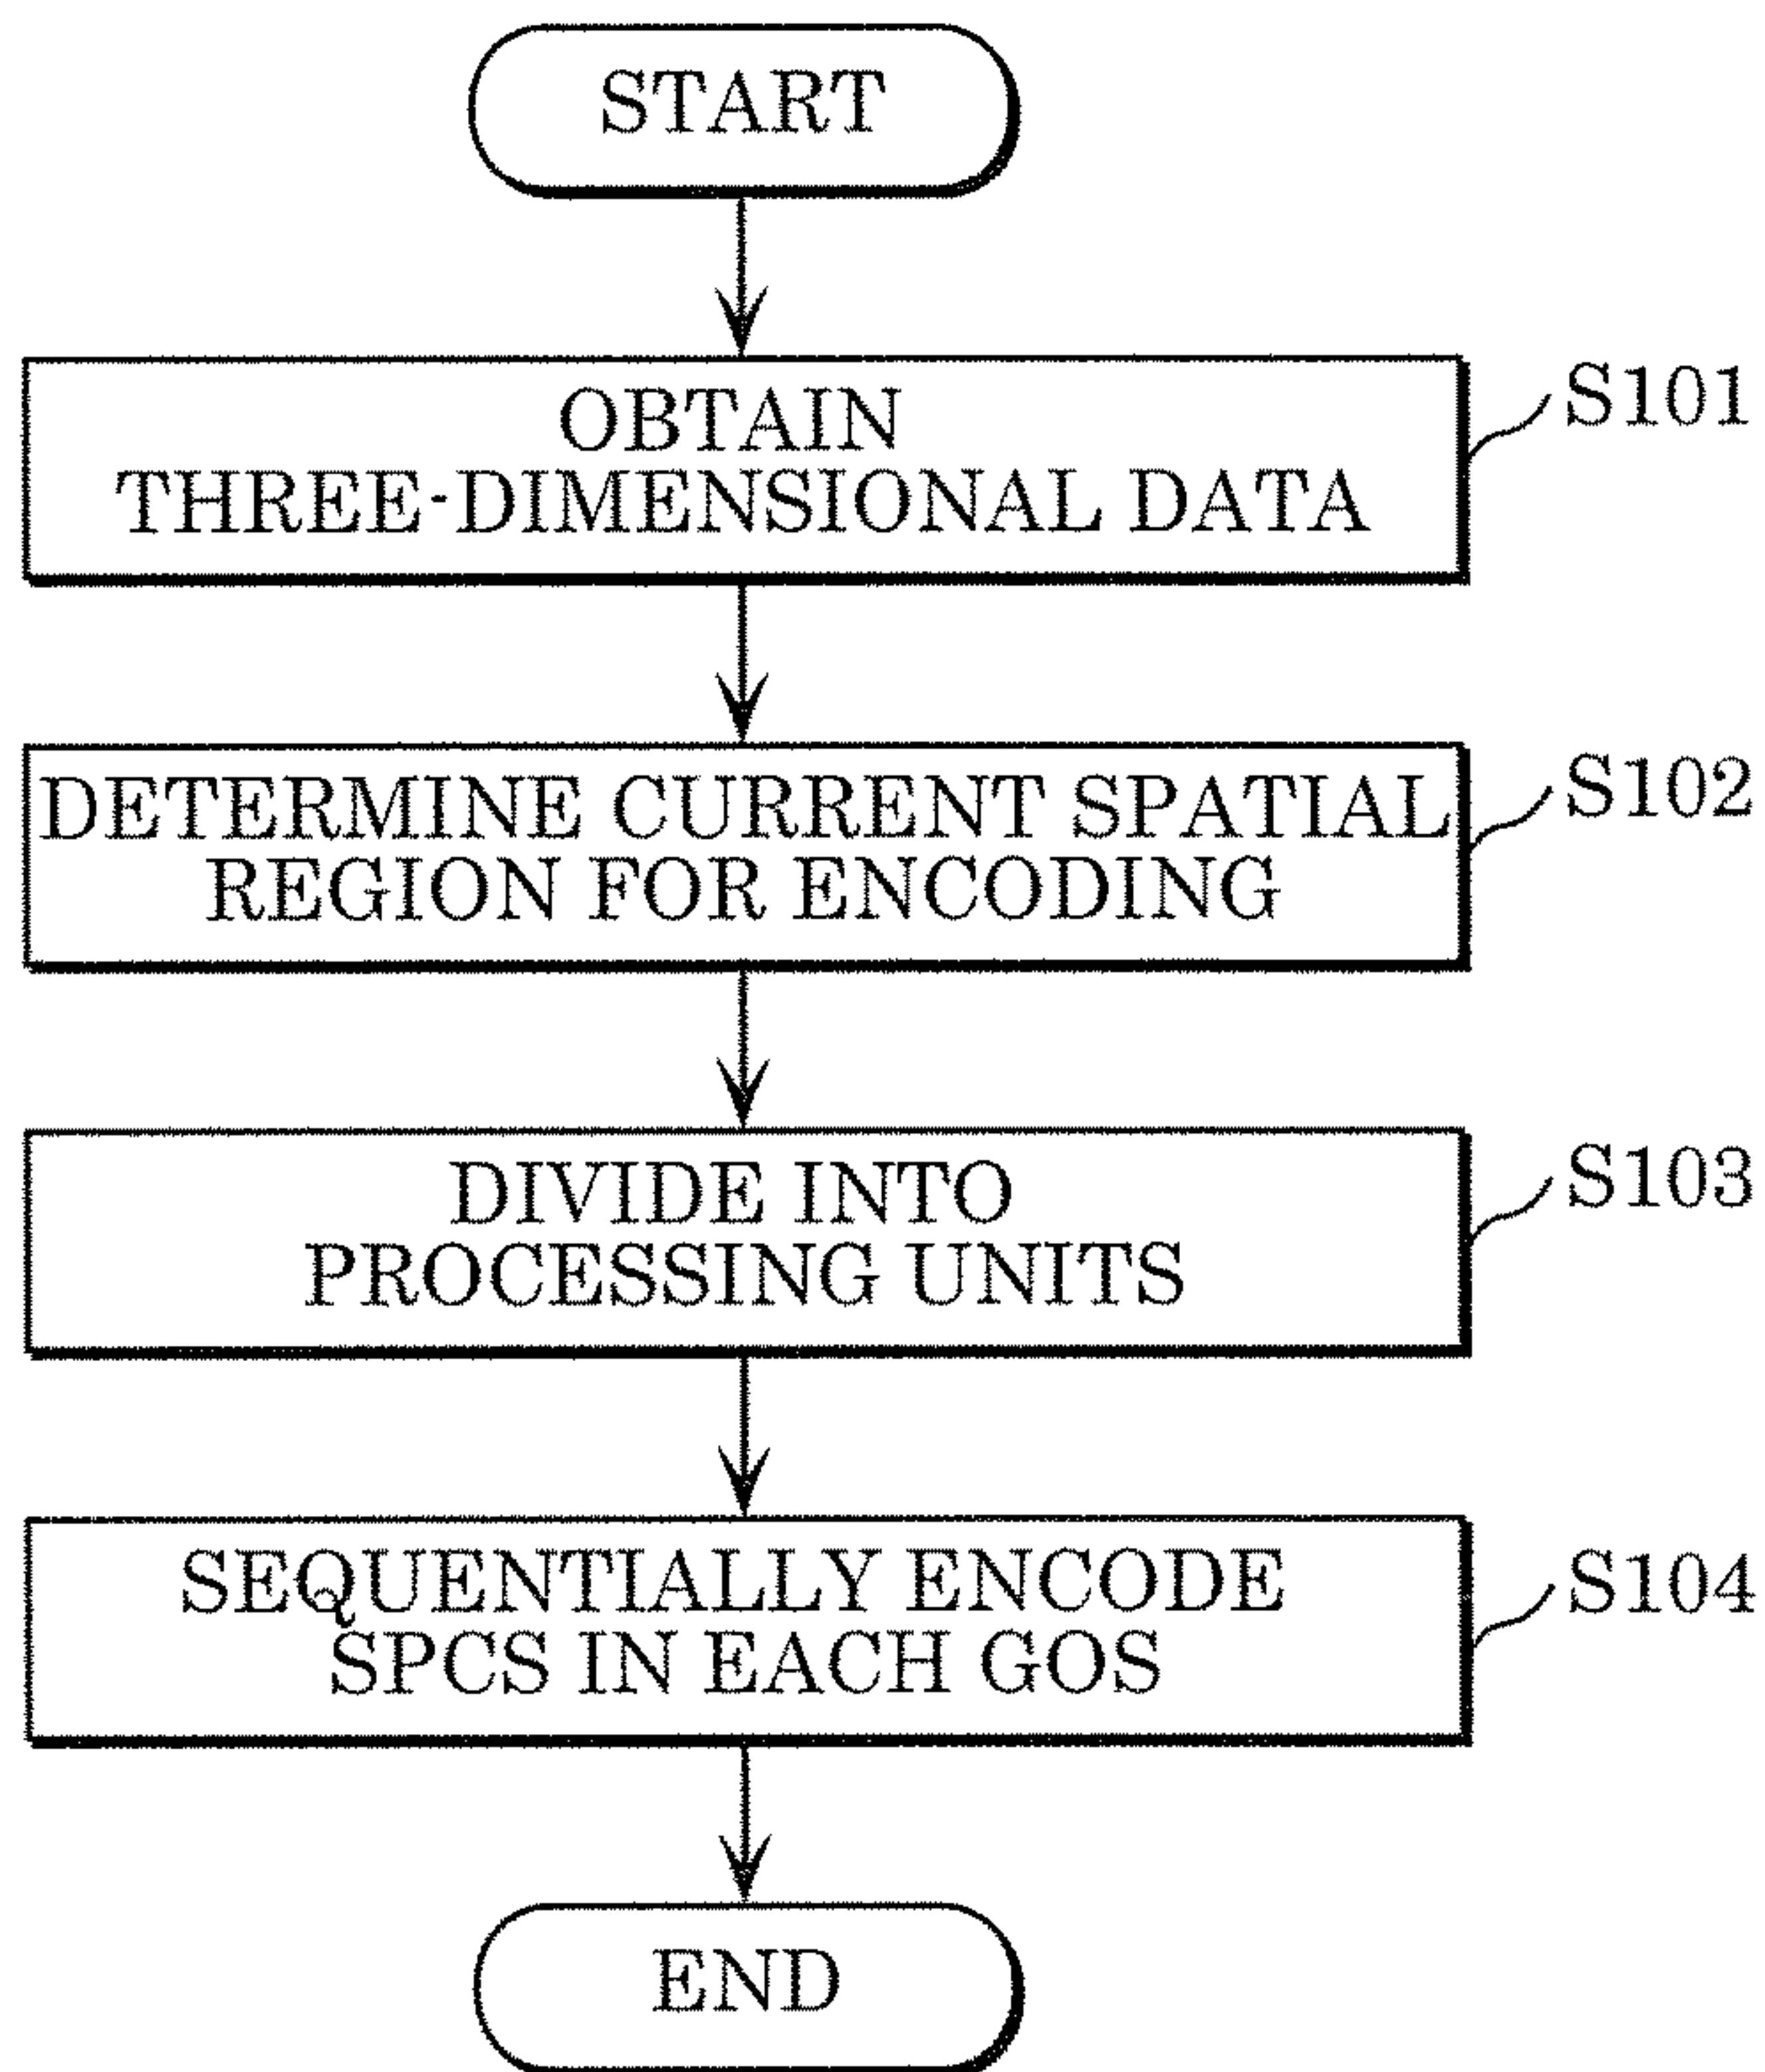 START
OBTAIN
THREE-DIMENSIONAL DATA
S101
DETERMINE CURRENT SPATIAL
REGION FOR ENCODING
S102
DIVIDE INTO
PROCESSING UNITS
S103
SEQUENTIALLY ENCODE
SPCS IN EACH GOS
S104
END